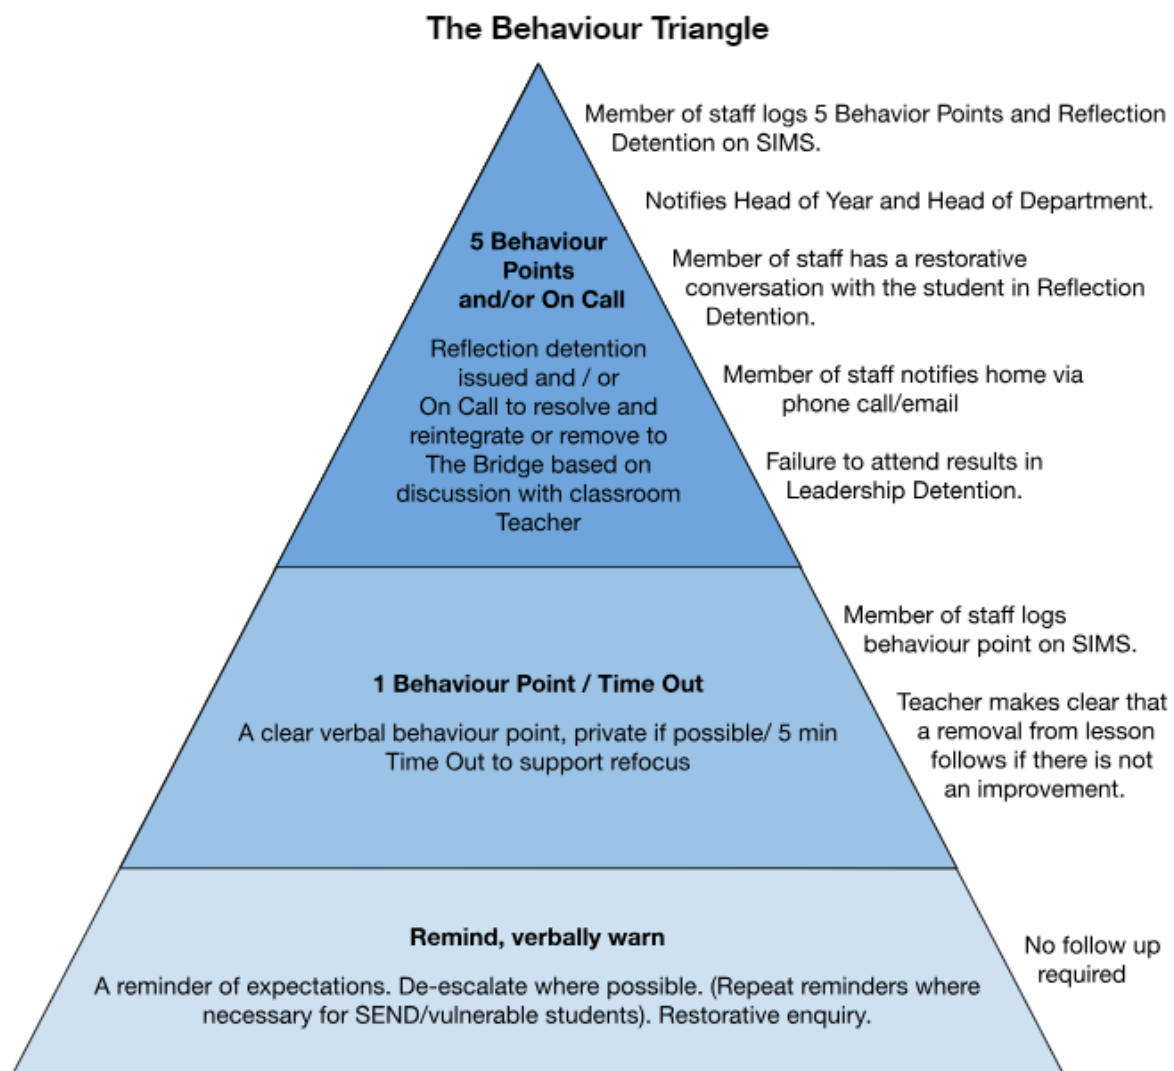 The Behaviour Triangle
Member of staff logs 5 Behavior Points and Reflection
Detention on SIMS.
Notifies Head of Year and Head of Department.
5 Behaviour
Points
and/or On Call
Member of staff has a restorative
conversation with the student in Reflection
Detention.
Reflection detention
issued and / or
On Call to resolve and
reintegrate or remove to
The Bridge based on
discussion with classroom
Teacher
Member of staff notifies home via
phone call/email
Failure to attend results in
Leadership Detention.
1 Behaviour Point / Time Out
A clear verbal behaviour point, private if possible/ 5 min
Time Out to support refocus
Member of staff logs
behaviour point on SIMS.
Teacher makes clear that
a removal from lesson
follows if there is not
an improvement.
Remind, verbally warn
A reminder of expectations. De-escalate where possible. (Repeat reminders where
necessary for SEND/vulnerable students). Restorative enquiry.
No follow up
required